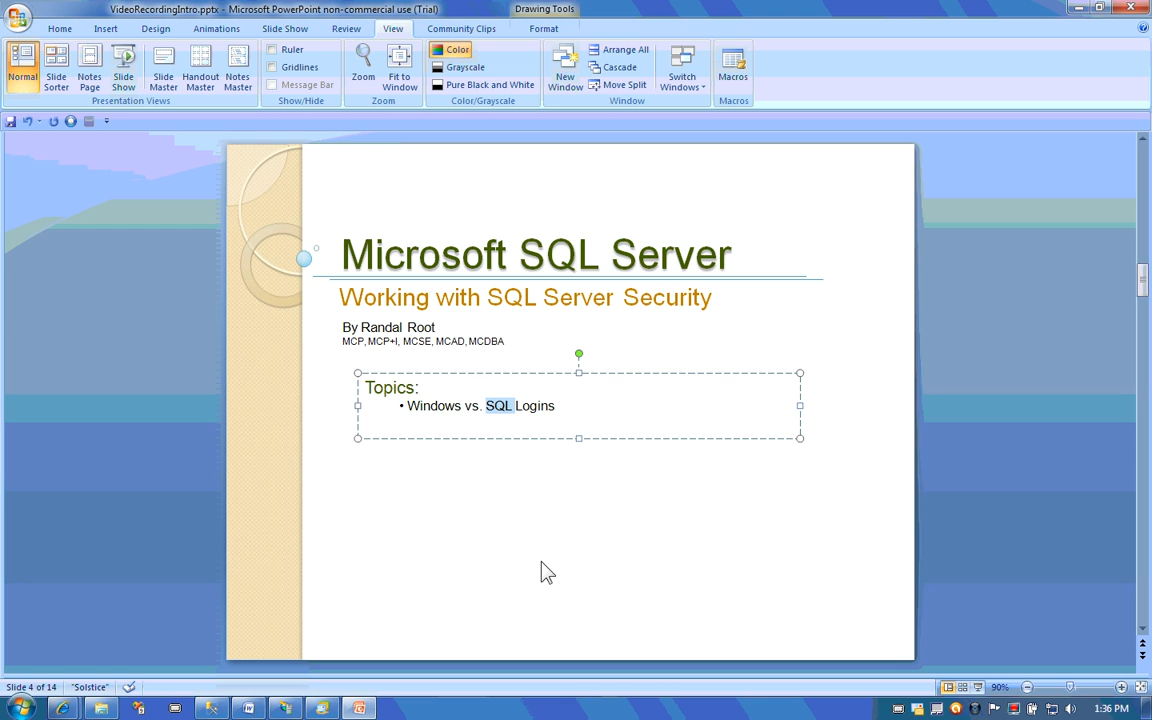 VideoRecordingIntro.pptx - Microsoft PowerPoint non-commercial use (Trial)
Drawing Tools
Home Insert Design Animations Slide Show Review View Community Clips Format
Normal Slide Sorter Notes Page Slide Show Slide Master Handout Master Notes Master
Presentation Views
Ruler
Gridlines
Message Bar
Show/Hide
Zoom Fit to Window
Zoom
Color
Grayscale
Pure Black and White
Color/Grayscale
New Window
Arrange All
Cascade
Move Split
Switch Windows
Window
Macros
Macros
Microsoft SQL Server
Working with SQL Server Security
By Randal Root
MCP, MCP+I, MCSE, MCAD, MCDBA
Topics:
• Windows vs. SQL Logins
Slide 4 of 14 "Solstice" 90%
1:36 PM